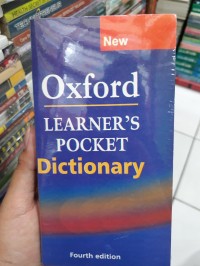 New
Oxford
LEARNER'S
POCKET
Dictionary
Fourth edition